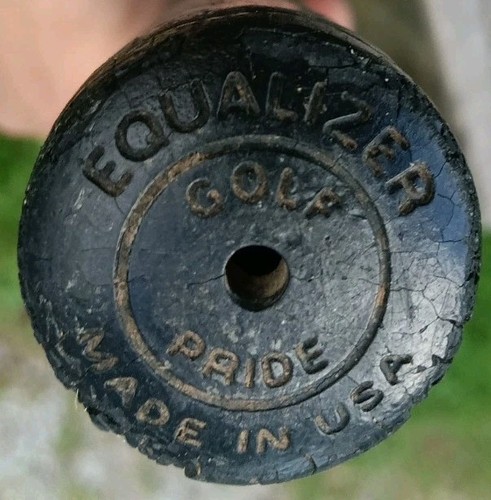 EQUALIZER
GOLF
PRIDE
MADE IN USA